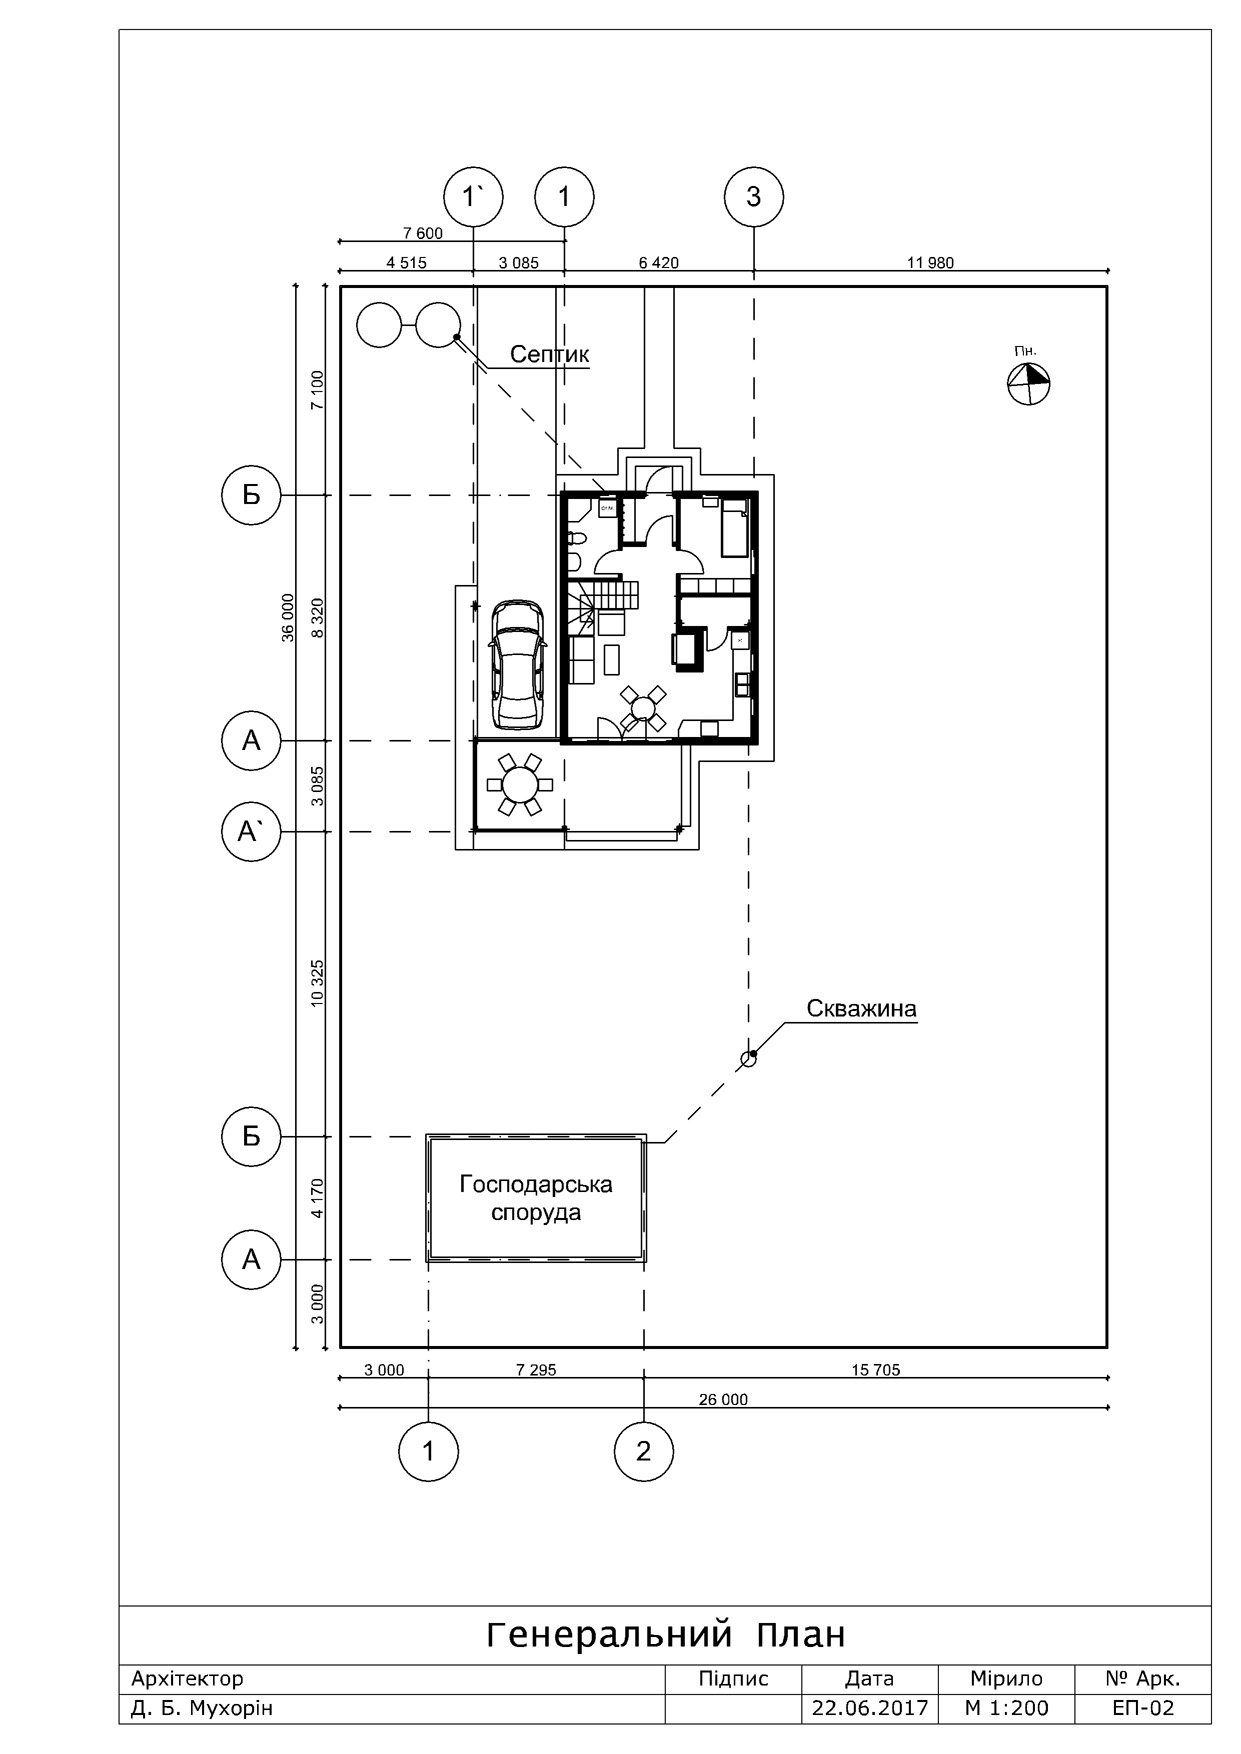 1` 1 3
7 600
4 515 3 085 6 420 11 980
Септик
Пн.
7 100
Б
36 000
8 320
А
3 085
А`
10 325
Скважина
Б
Господарська
споруда
4 170
А
3 000
3 000 7 295 15 705
26 000
1 2
Генеральний План
Архітектор Підпис Дата Мірило № Арк.
Д. Б. Мухорін 22.06.2017 М 1:200 ЕП-02